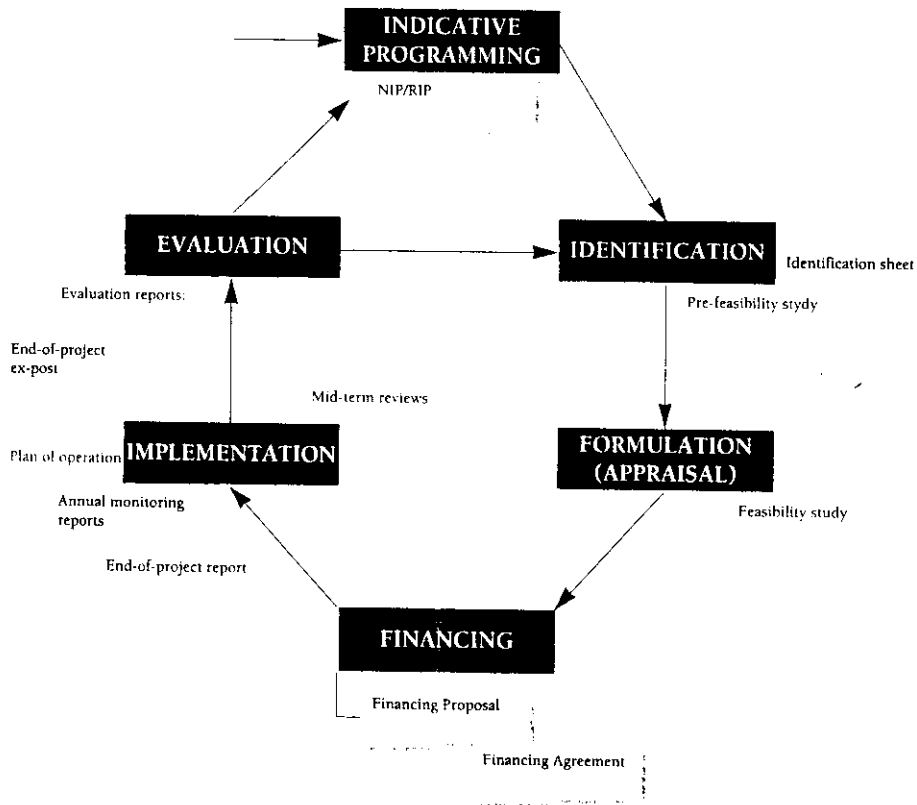 INDICATIVE
PROGRAMMING
NIP/RIP
EVALUATION
IDENTIFICATION
Identification sheet
Evaluation reports:
Pre-feasibility stydy
End-of-project
ex-post
Mid-term reviews
Plan of operation
IMPLEMENTATION
FORMULATION
(APPRAISAL)
Annual monitoring
reports
Feasibility study
End-of-project report
FINANCING
Financing Proposal
Financing Agreement